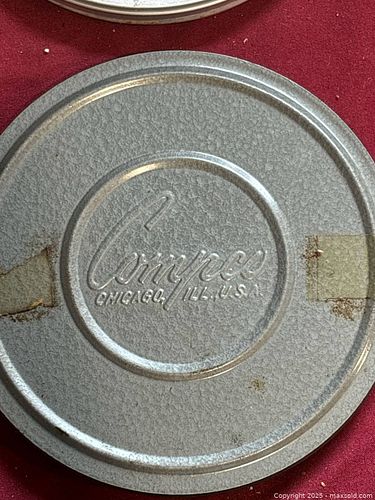 Compco
CHICAGO, ILL., U.S.A.
Copyright 2025 - maxsold.com